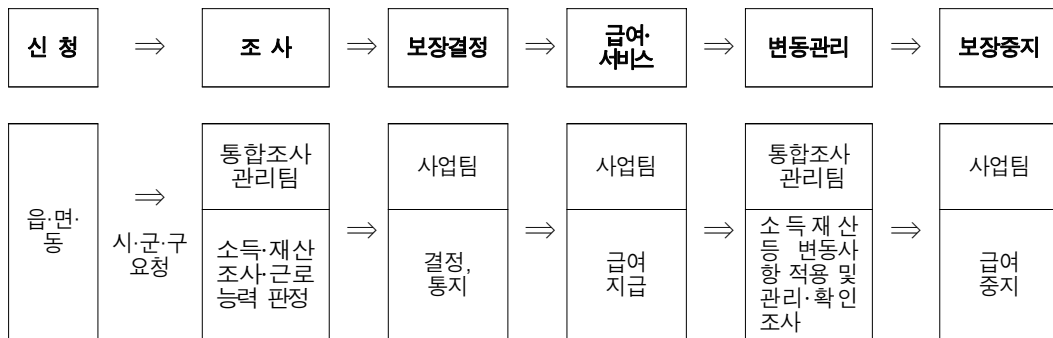 신 청 ⇒ 조 사 ⇒ 보장결정 ⇒ 급여· ⇒ 변동관리 ⇒ 보장중지
서비스
읍·면·
동
⇒
시·군·구
요청
통합조사
관리팀
소득·재산
조사·근로
능력 판정
⇒
사업팀
결정,
통지
⇒
사업팀
급여
지급
⇒
통합조사
관리팀
소득재산
등 변동사
항 적용 및
관리·확인
조사
⇒
사업팀
급여
중지